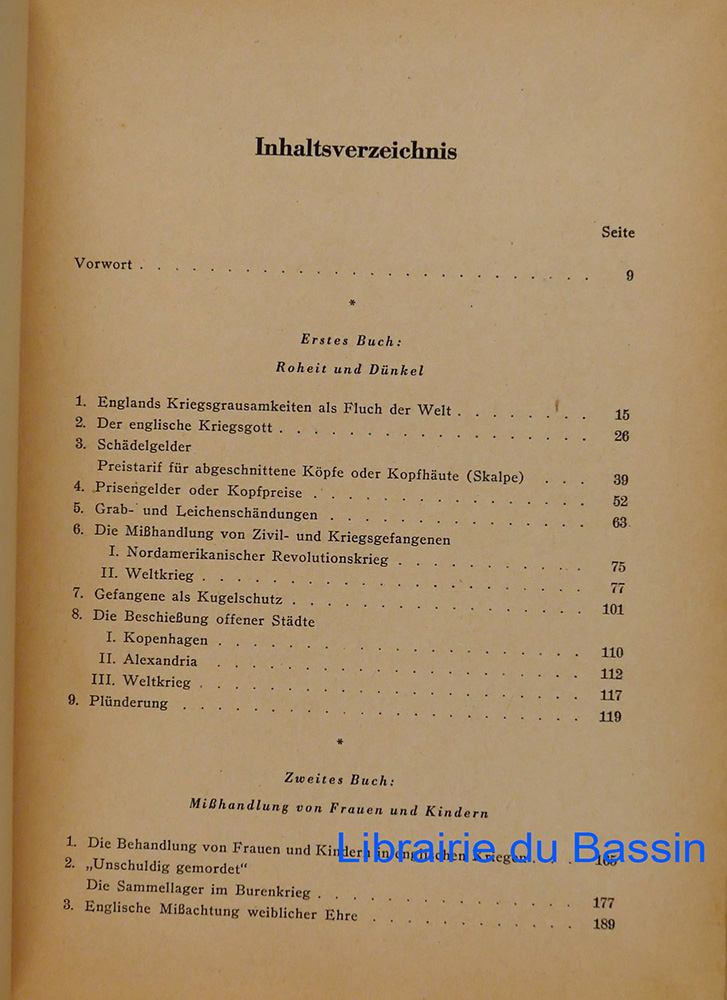 Inhaltsverzeichnis
Seite
Vorwort . . . . . . . . . . . . . . . . 9
*
Erstes Buch:
Roheit und Dünkel
1. Englands Kriegsgrausamkeiten als Fluch der Welt . . . . . . 15
2. Der englische Kriegsgott . . . . . . . . . . . 26
3. Schädelgelder
Preistarif für abgeschnittene Köpfe oder Kopfhäute (Skalpe) . . . 39
4. Prisengelder oder Kopfpreise . . . . . . . . . . 52
5. Grab- und Leichenschändungen . . . . . . . . . 63
6. Die Mißhandlung von Zivil- und Kriegsgefangenen
I. Nordamerikanischer Revolutionskrieg . . . . . . . 75
II. Weltkrieg . . . . . . . . . . . . . . 77
7. Gefangene als Kugelschutz . . . . . . . . . . . 101
8. Die Beschießung offener Städte
I. Kopenhagen . . . . . . . . . . . . . 110
II. Alexandria . . . . . . . . . . . . . 112
III. Weltkrieg . . . . . . . . . . . . . . 117
9. Plünderung . . . . . . . . . . . . . . 119
*
Zweites Buch:
Mißhandlung von Frauen und Kindern
1. Die Behandlung von Frauen und Kindern in englischen Kriegen . . 165
2. „Unschuldig gemordet“
Die Sammellager im Burenkrieg . . . . . . . . . 177
3. Englische Mißachtung weiblicher Ehre . . . . . . . . 189
Librairie du Bassin